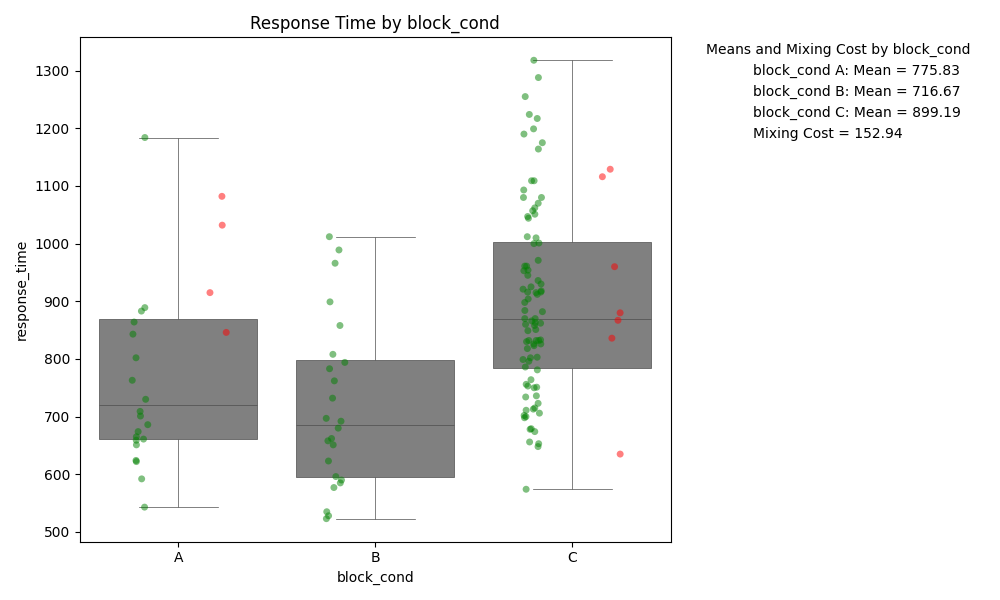 Response Time by block_cond
Means and Mixing Cost by block_cond
block_cond A: Mean = 775.83
block_cond B: Mean = 716.67
block_cond C: Mean = 899.19
Mixing Cost = 152.94
response_time
1300
1200
1100
1000
900
800
700
600
500
A
B
C
block_cond